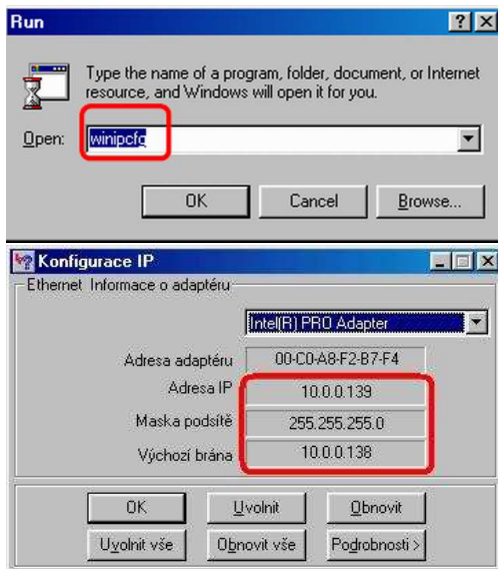 Run
Type the name of a program, folder, document, or Internet
resource, and Windows will open it for you.
Open: winipcfg
OK Cancel Browse...
Konfigurace IP
Ethernet Informace o adaptéru
Intel(R) PRO Adapter
Adresa adaptéru 00-C0-A8-F2-B7-F4
Adresa IP 10.0.0.139
Maska podsítě 255.255.255.0
Výchozí brána 10.0.0.138
OK Uvolnit Obnovit
Uvolnit vše Obnovit vše Podrobnosti >